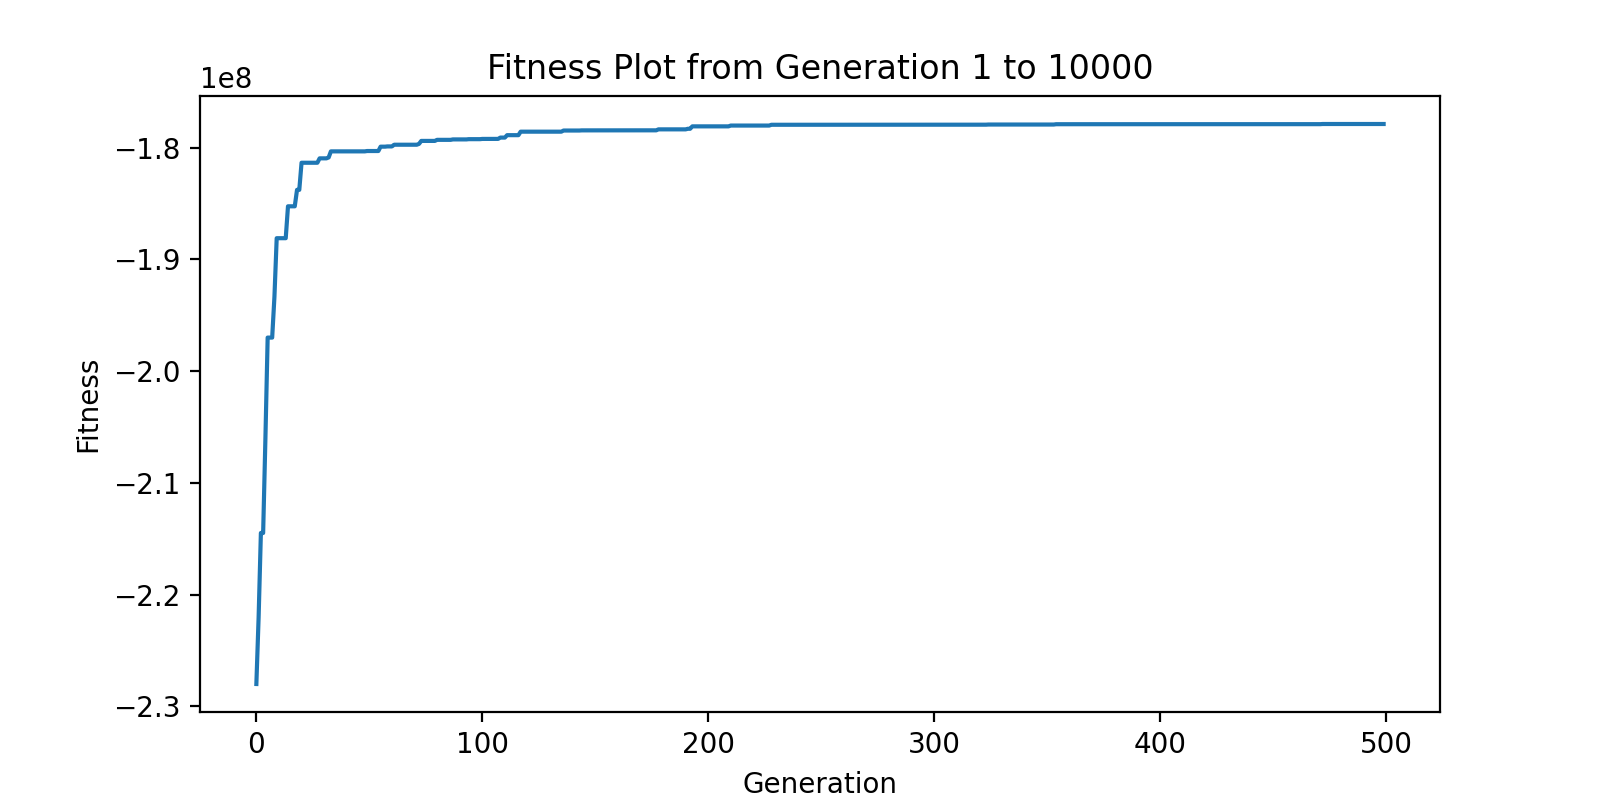 Fitness Plot from Generation 1 to 10000
1e8
−1.8
−1.9
−2.0
−2.1
−2.2
−2.3
Fitness
0 100 200 300 400 500
Generation